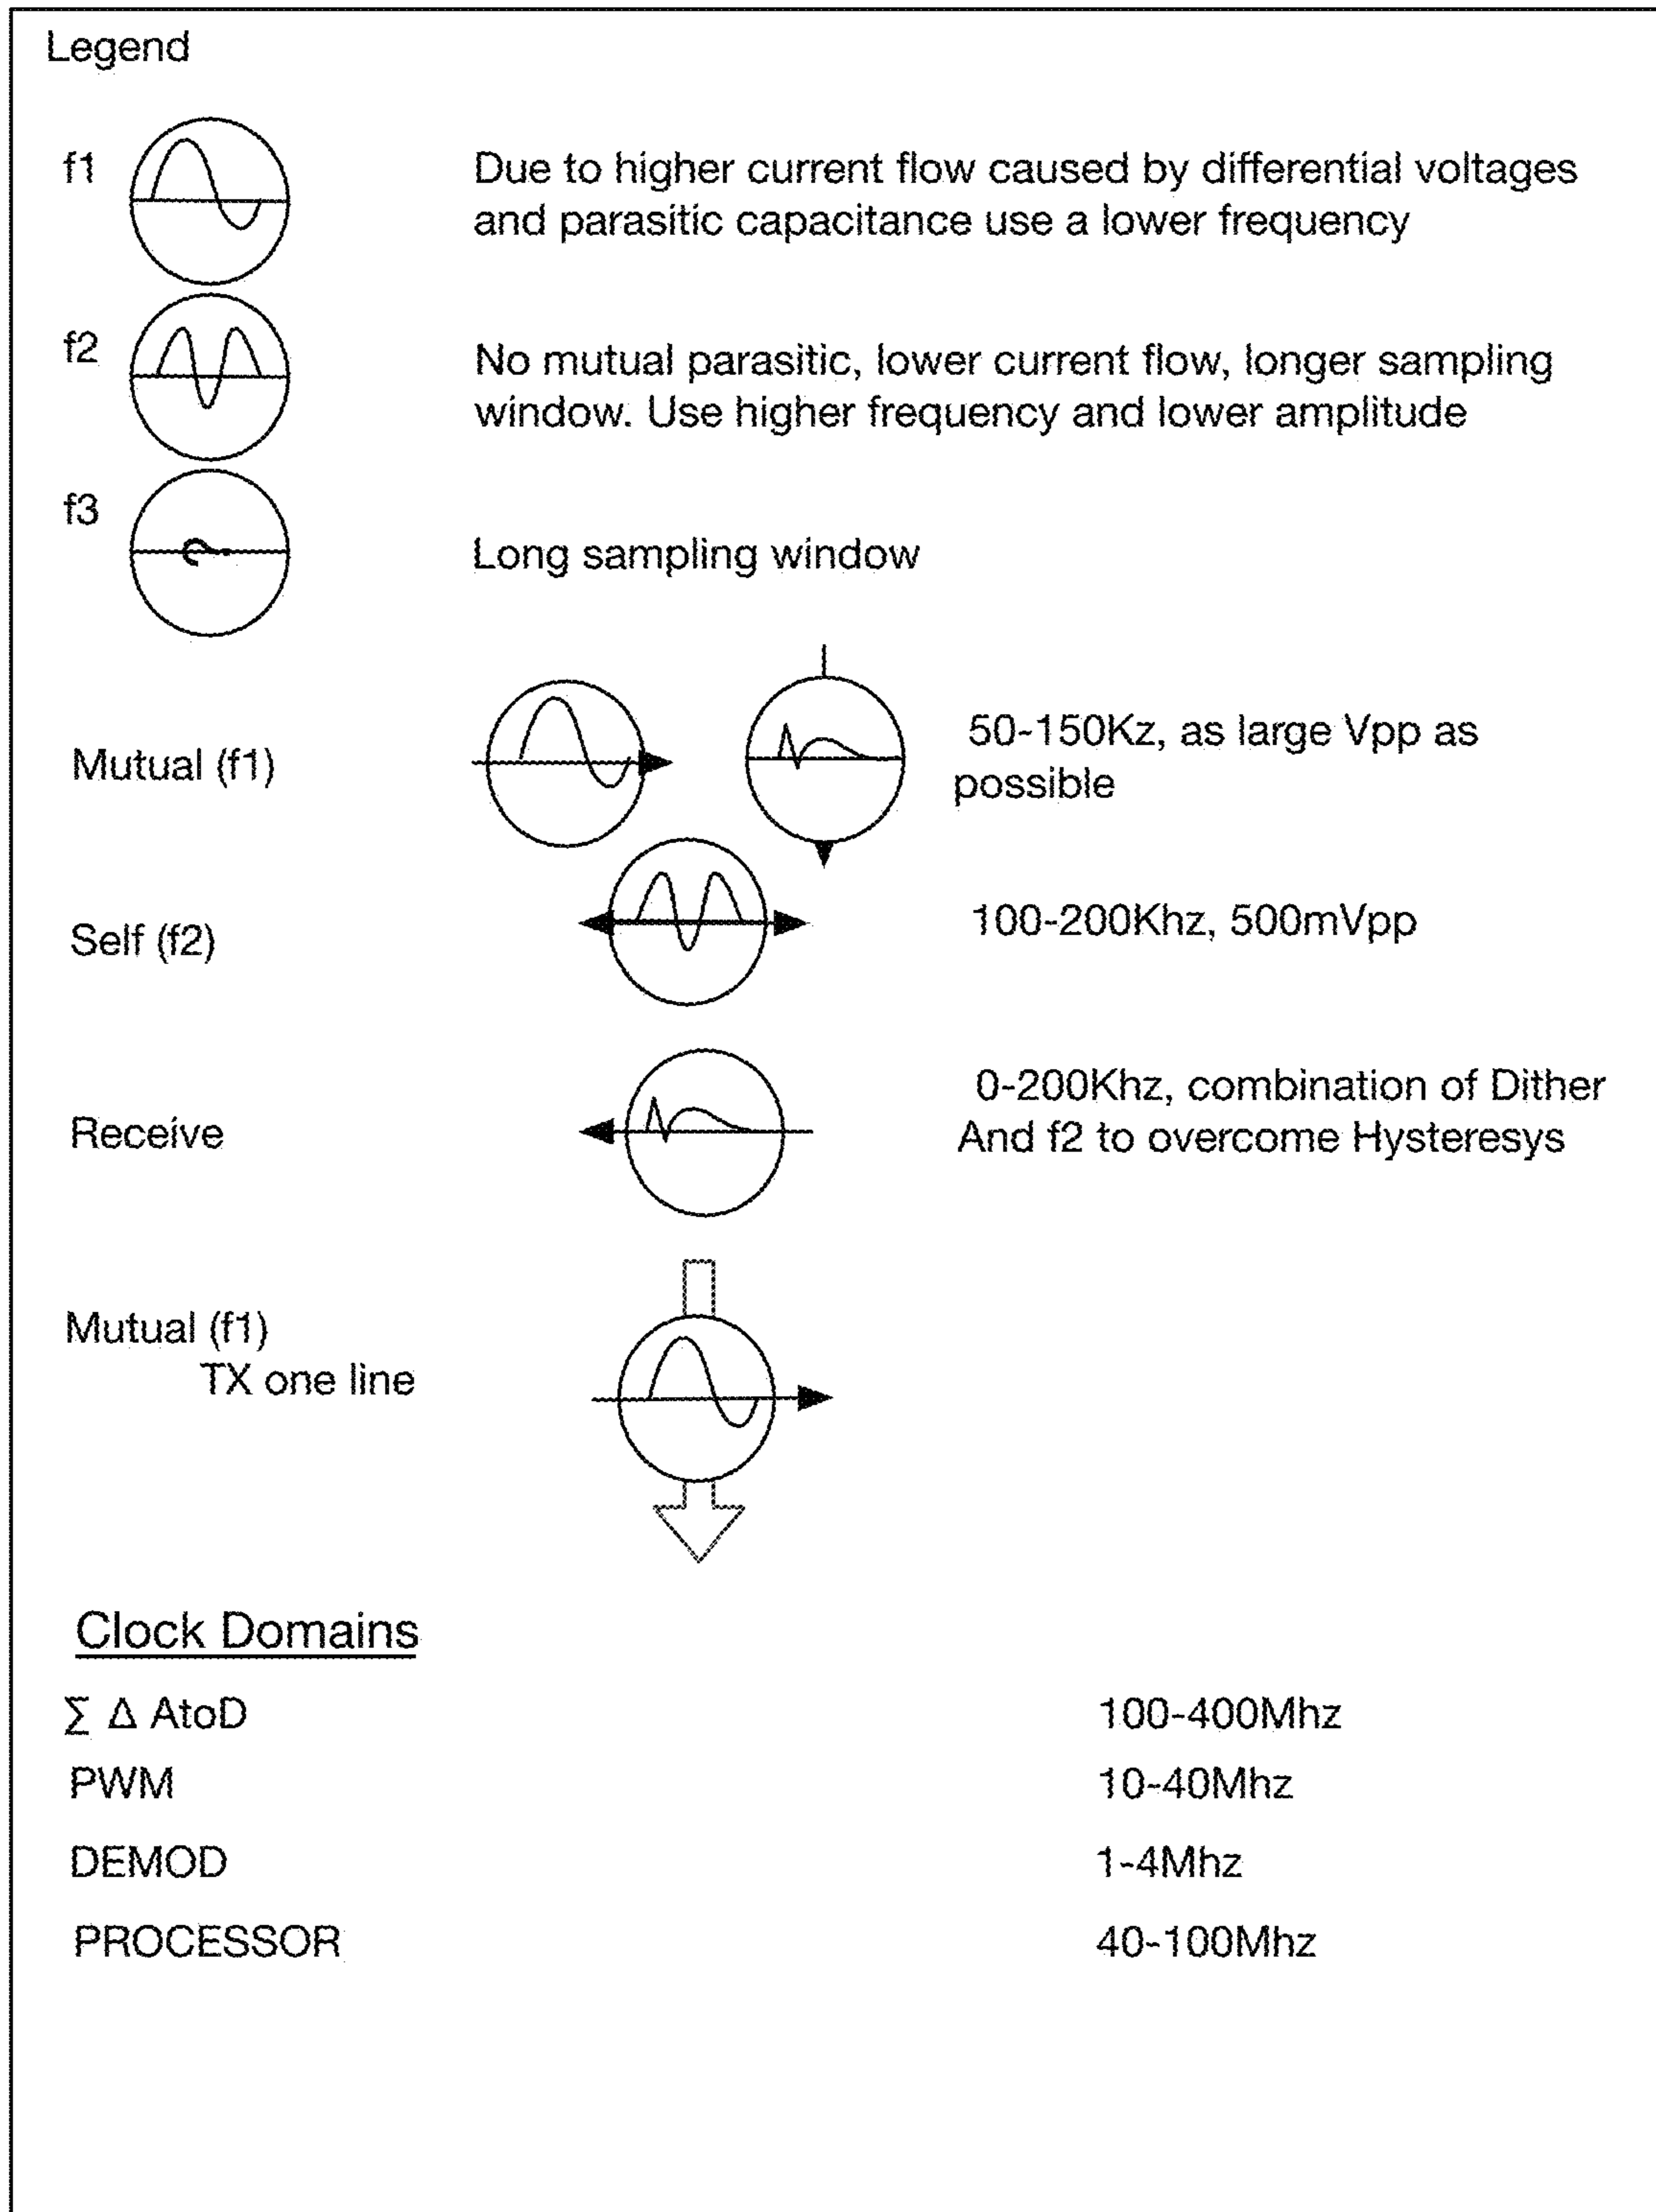 Legend
f1
Due to higher current flow caused by differential voltages
and parasitic capacitance use a lower frequency
f2
No mutual parasitic, lower current flow, longer sampling
window. Use higher frequency and lower amplitude
f3
Long sampling window
Mutual (f1)
50-150Kz, as large Vpp as
possible
Self (f2)
100-200Khz, 500mVpp
Receive
0-200Khz, combination of Dither
And f2 to overcome Hysteresys
Mutual (f1)
TX one line
Clock Domains
∑ Δ AtoD 100-400Mhz
PWM 10-40Mhz
DEMOD 1-4Mhz
PROCESSOR 40-100Mhz